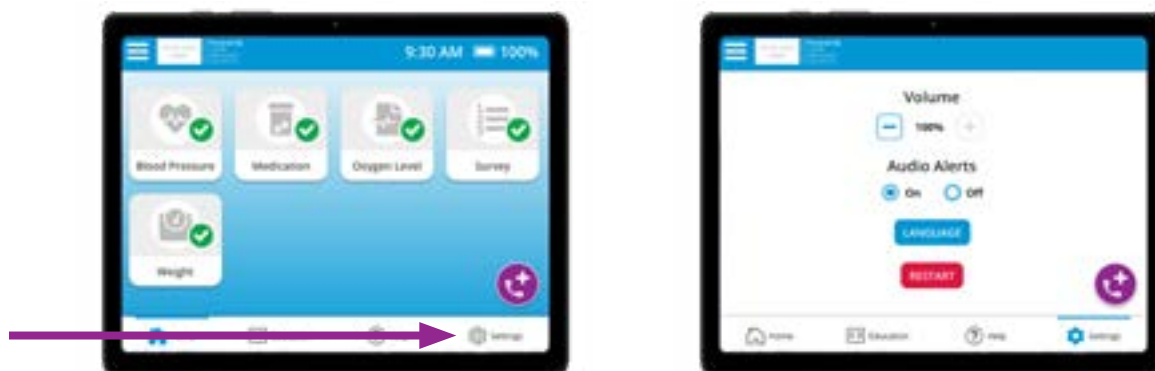 9:30 AM 100%
Blood Pressure
Medication
Oxygen Level
Survey
Weight
Settings
Volume
100%
Audio Alerts
On Off
LANGUAGE
RESTART
Home
Education
Help
Settings